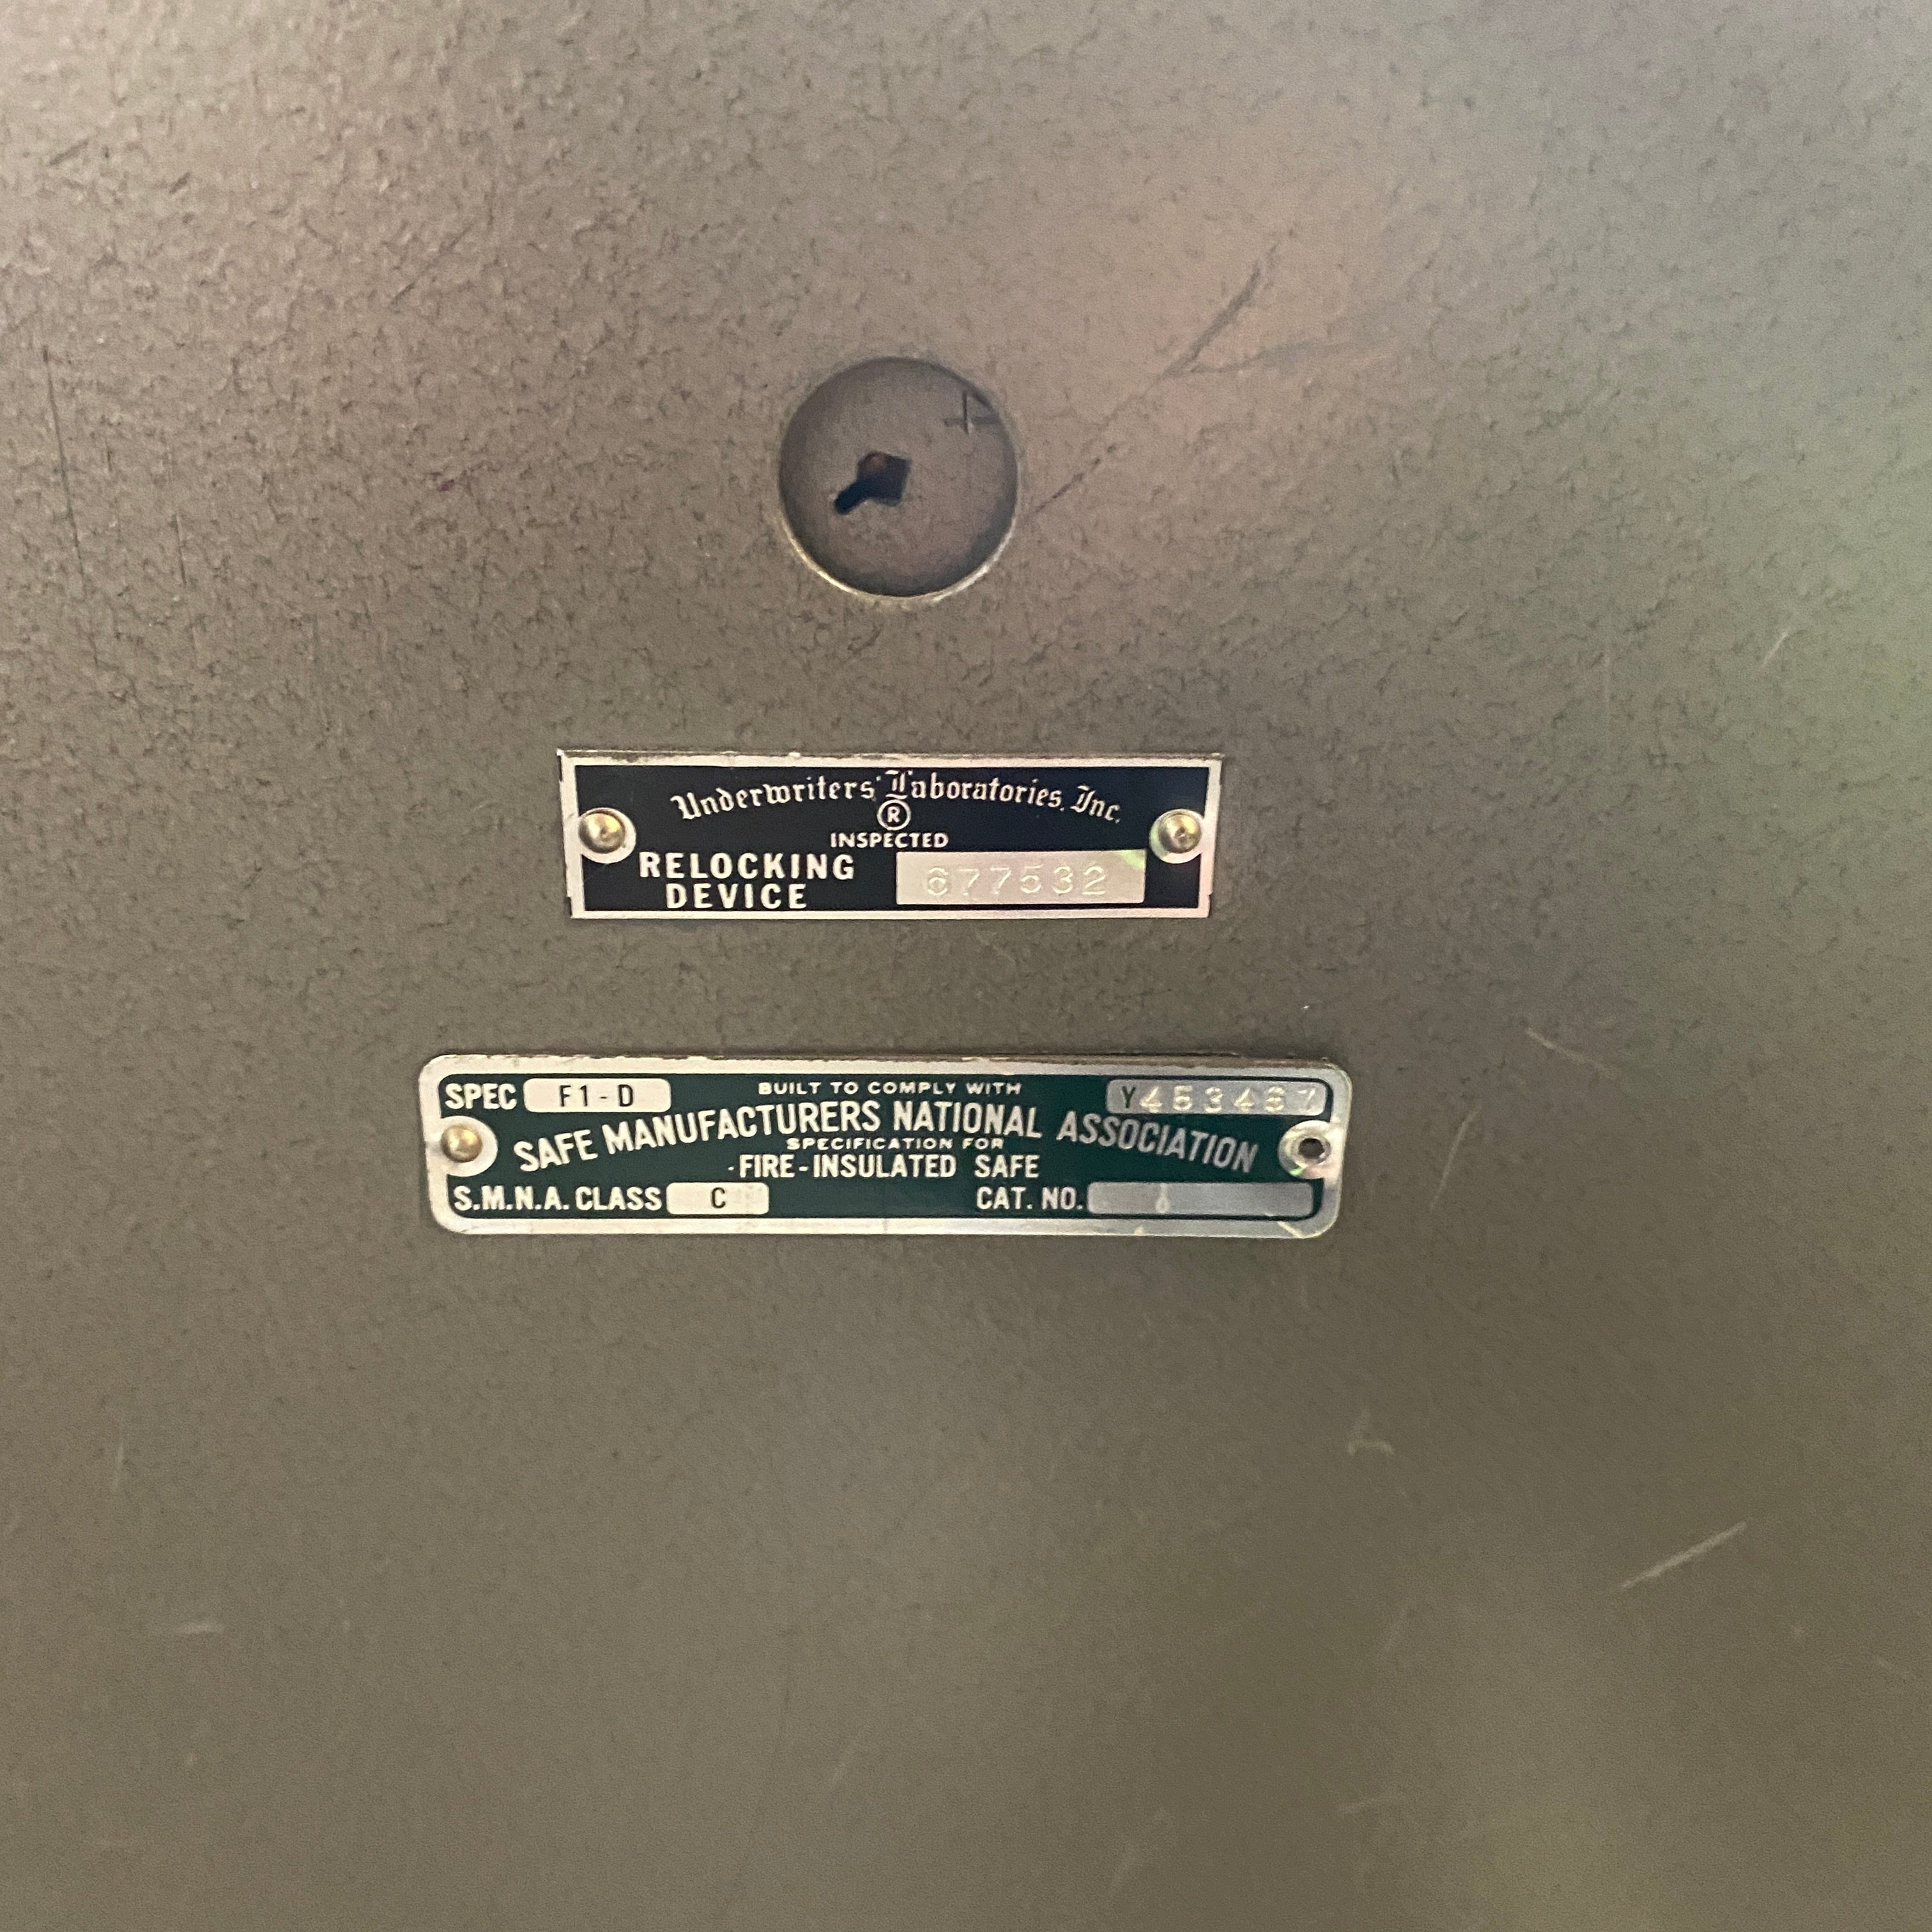 Underwriters' Laboratories, Inc.
®
INSPECTED
RELOCKING
DEVICE
677532
SPEC F1-D
BUILT TO COMPLY WITH
Y453487
SAFE MANUFACTURERS NATIONAL ASSOCIATION
SPECIFICATION FOR
FIRE-INSULATED SAFE
S.M.N.A. CLASS C
CAT. NO.